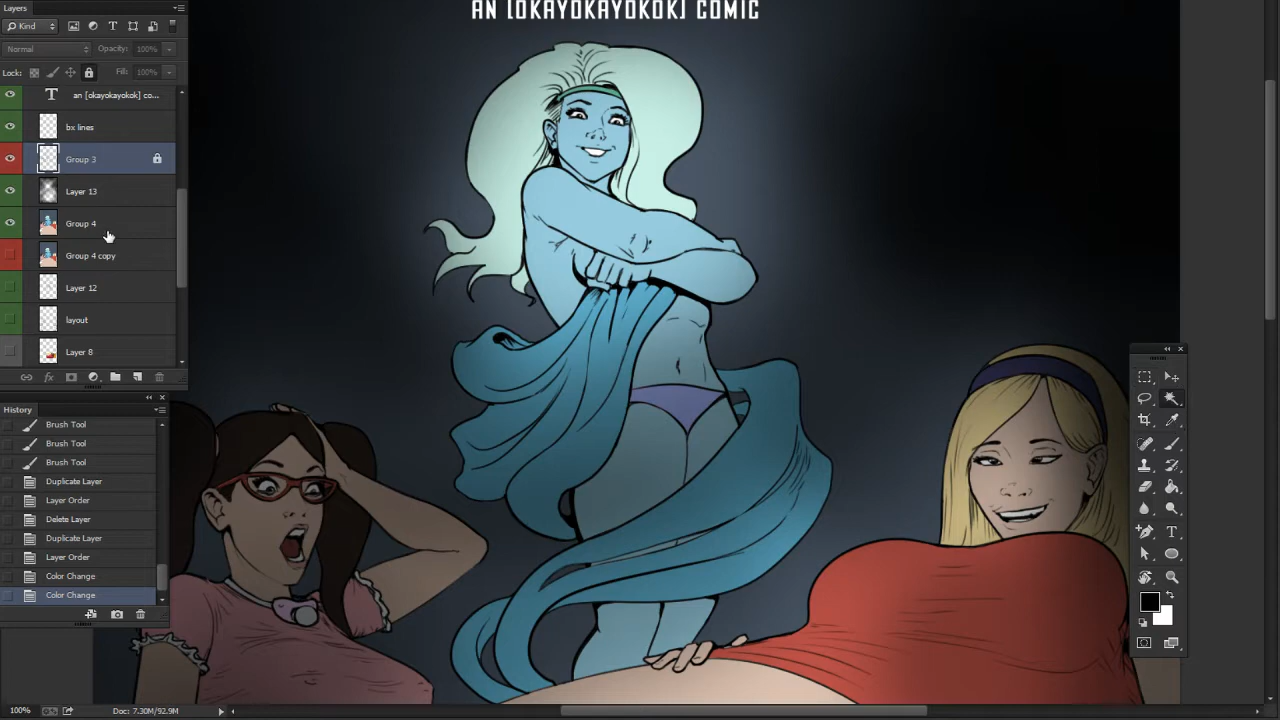 Layers
Kind
Normal
Opacity: 100%
Lock:
Fill: 100%
an [okayokayokok] co...
bx lines
Group 3
Layer 13
Group 4
Group 4 copy
Layer 12
layout
Layer 8
fx
History
Brush Tool
Brush Tool
Brush Tool
Duplicate Layer
Layer Order
Delete Layer
Duplicate Layer
Layer Order
Color Change
Color Change
100%
Doc: 7.30M/92.9M
AN [OKAYOKAYOKOK] COMIC